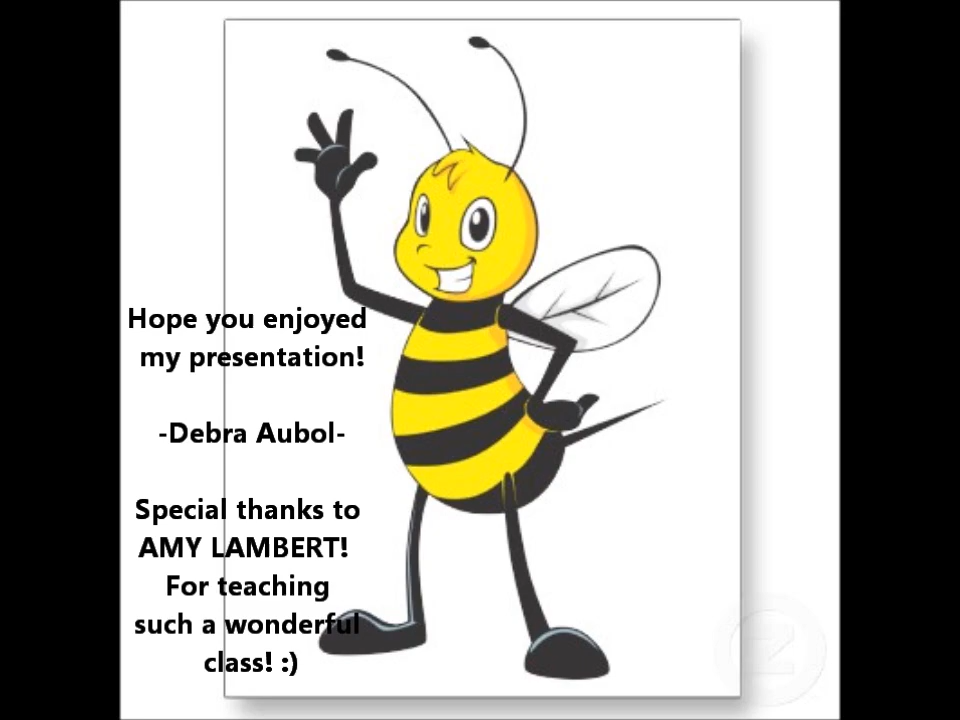 Hope you enjoyed
my presentation!
-Debra Aubol-
Special thanks to
AMY LAMBERT!
For teaching
such a wonderful
class! :)